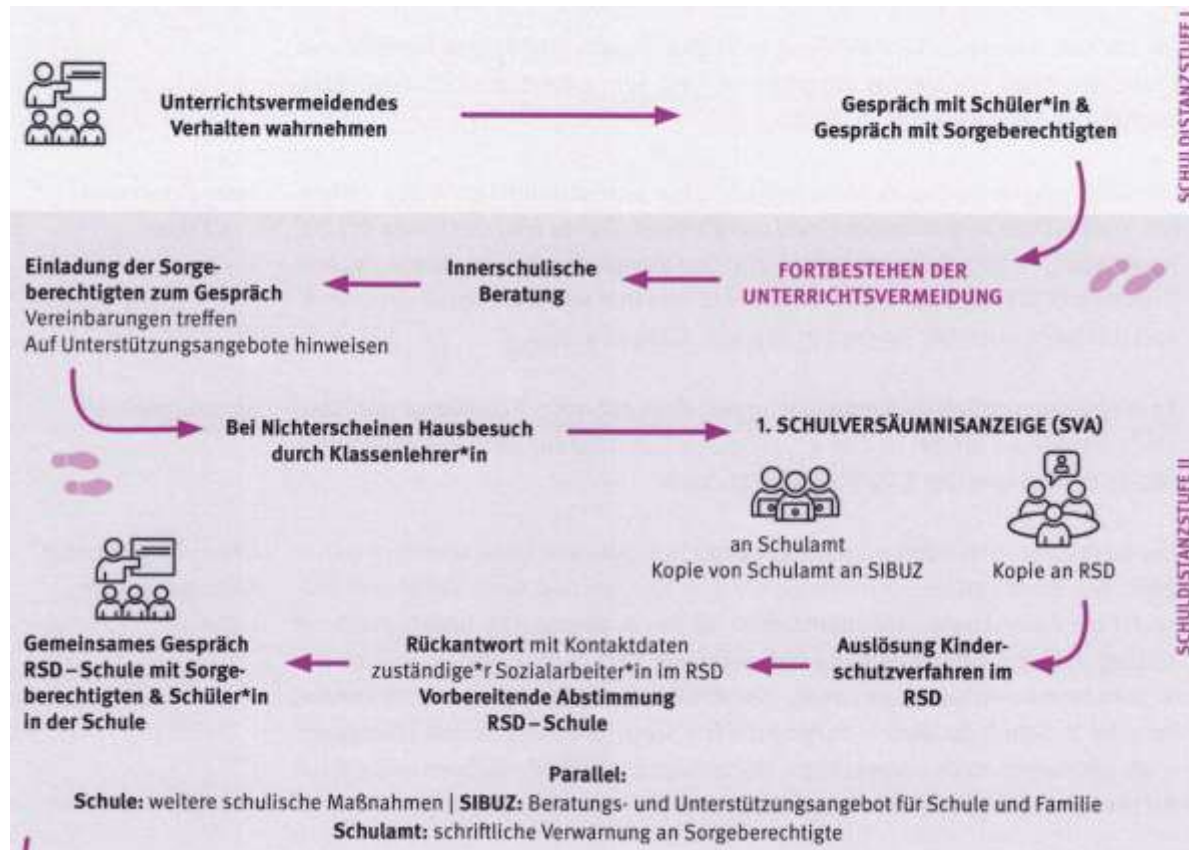 Unterrichtsvermeidendes
Verhalten wahrnehmen
Gespräch mit Schüler*in &
Gespräch mit Sorgeberechtigten
SCHULDISTANZSTUFE I
FORTBESTEHEN DER
UNTERRICHTSVERMEIDUNG
Innerschulische
Beratung
Einladung der Sorge-
berechtigten zum Gespräch
Vereinbarungen treffen
Auf Unterstützungsangebote hinweisen
Bei Nichterscheinen Hausbesuch
durch Klassenlehrer*in
1. SCHULVERSÄUMNISANZEIGE (SVA)
an Schulamt
Kopie von Schulamt an SIBUZ
Kopie an RSD
SCHULDISTANZSTUFE II
Auslösung Kinder-
schutzverfahren im
RSD
Rückantwort mit Kontaktdaten
zuständige*r Sozialarbeiter*in im RSD
Vorbereitende Abstimmung
RSD – Schule
Gemeinsames Gespräch
RSD – Schule mit Sorge-
berechtigten & Schüler*in
in der Schule
Parallel:
Schule: weitere schulische Maßnahmen | SIBUZ: Beratungs- und Unterstützungsangebot für Schule und Familie
Schulamt: schriftliche Verwarnung an Sorgeberechtigte